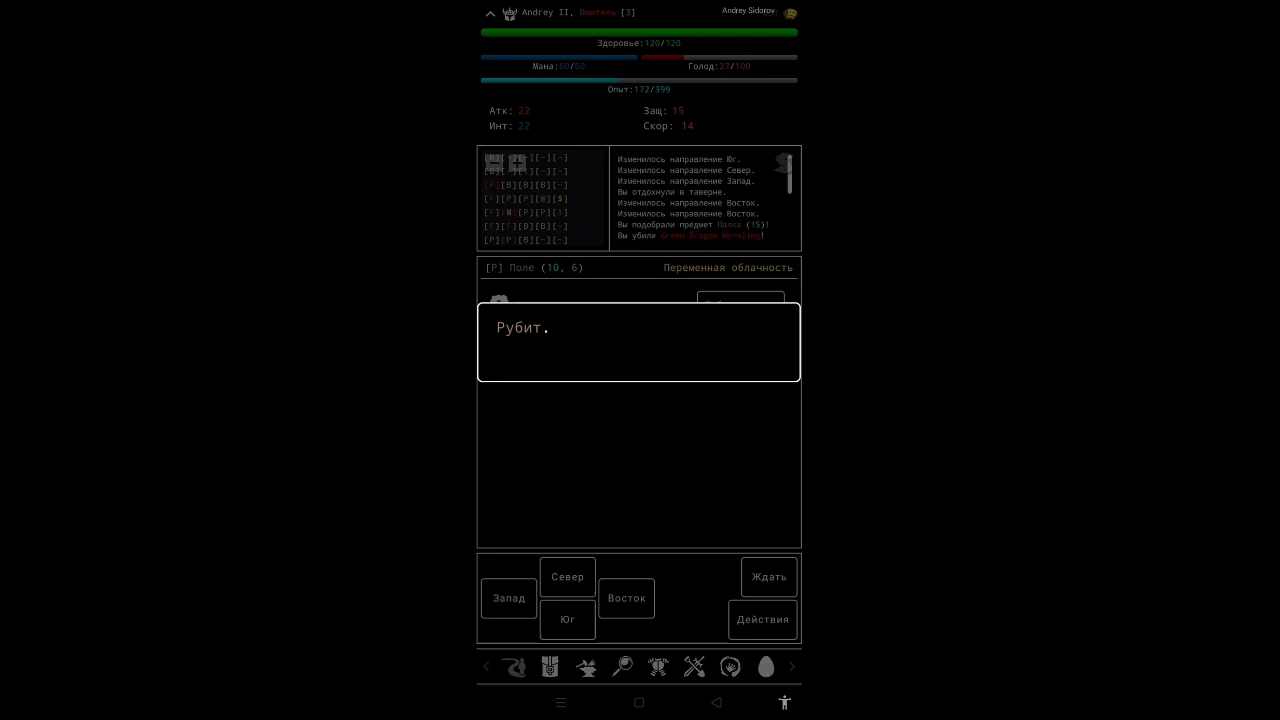 Andrey II, Воитель [3]
Andrey Sidorov
Здоровье:120/120
Мана:60/60
Голод:27/100
Опыт:172/399
Атк: 22
Защ: 15
Инт: 22
Скор: 14
[~][~][~]
[~][~][~]
[F][B][B][B][~]
[F][P][P][@][$]
[F][M][P][P][!]
[F][F][B][B][~]
[P][P][B][~][~]
Изменилось направление Юг.
Изменилось направление Север.
Изменилось направление Запад.
Вы отдохнули в таверне.
Изменилось направление Восток.
Изменилось направление Восток.
Вы подобрали предмет Палка (15)!
Вы убили Green Dragon Wyrmling!
[P] Поле (10, 6)
Переменная облачность
Рубит.
Север
Ждать
Запад
Восток
Юг
Действия